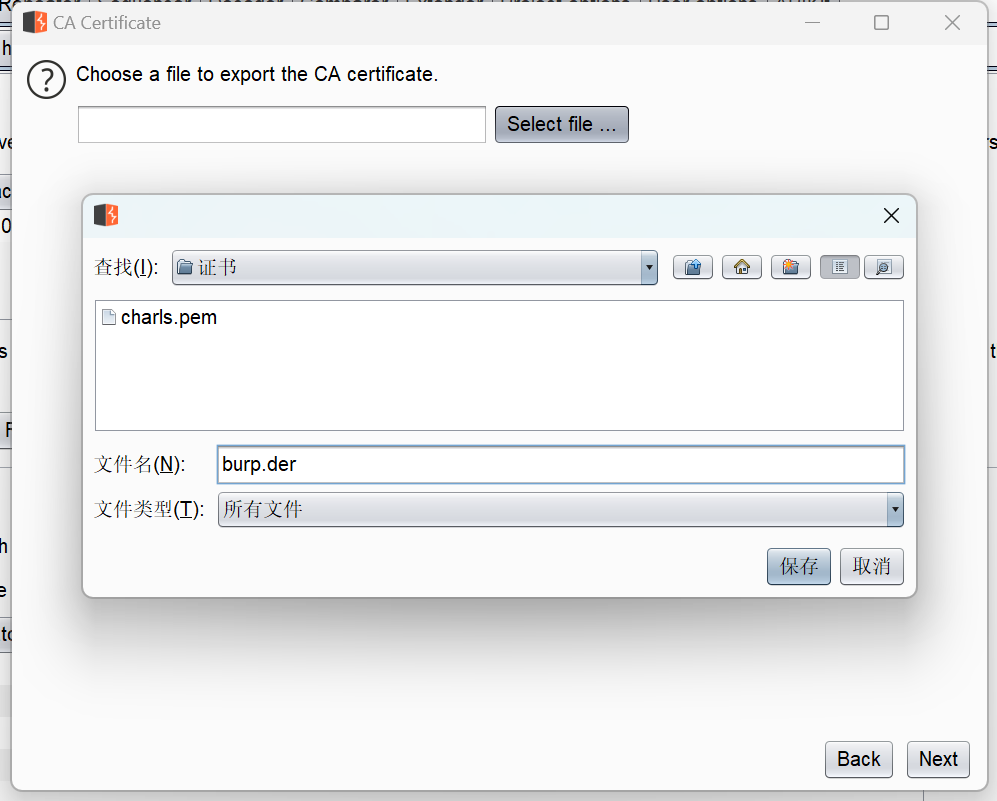 CA Certificate
Choose a file to export the CA certificate.
Select file ...
查找(I):
证书
charls.pem
文件名(N):
burp.der
文件类型(T):
所有文件
保存
取消
Back
Next